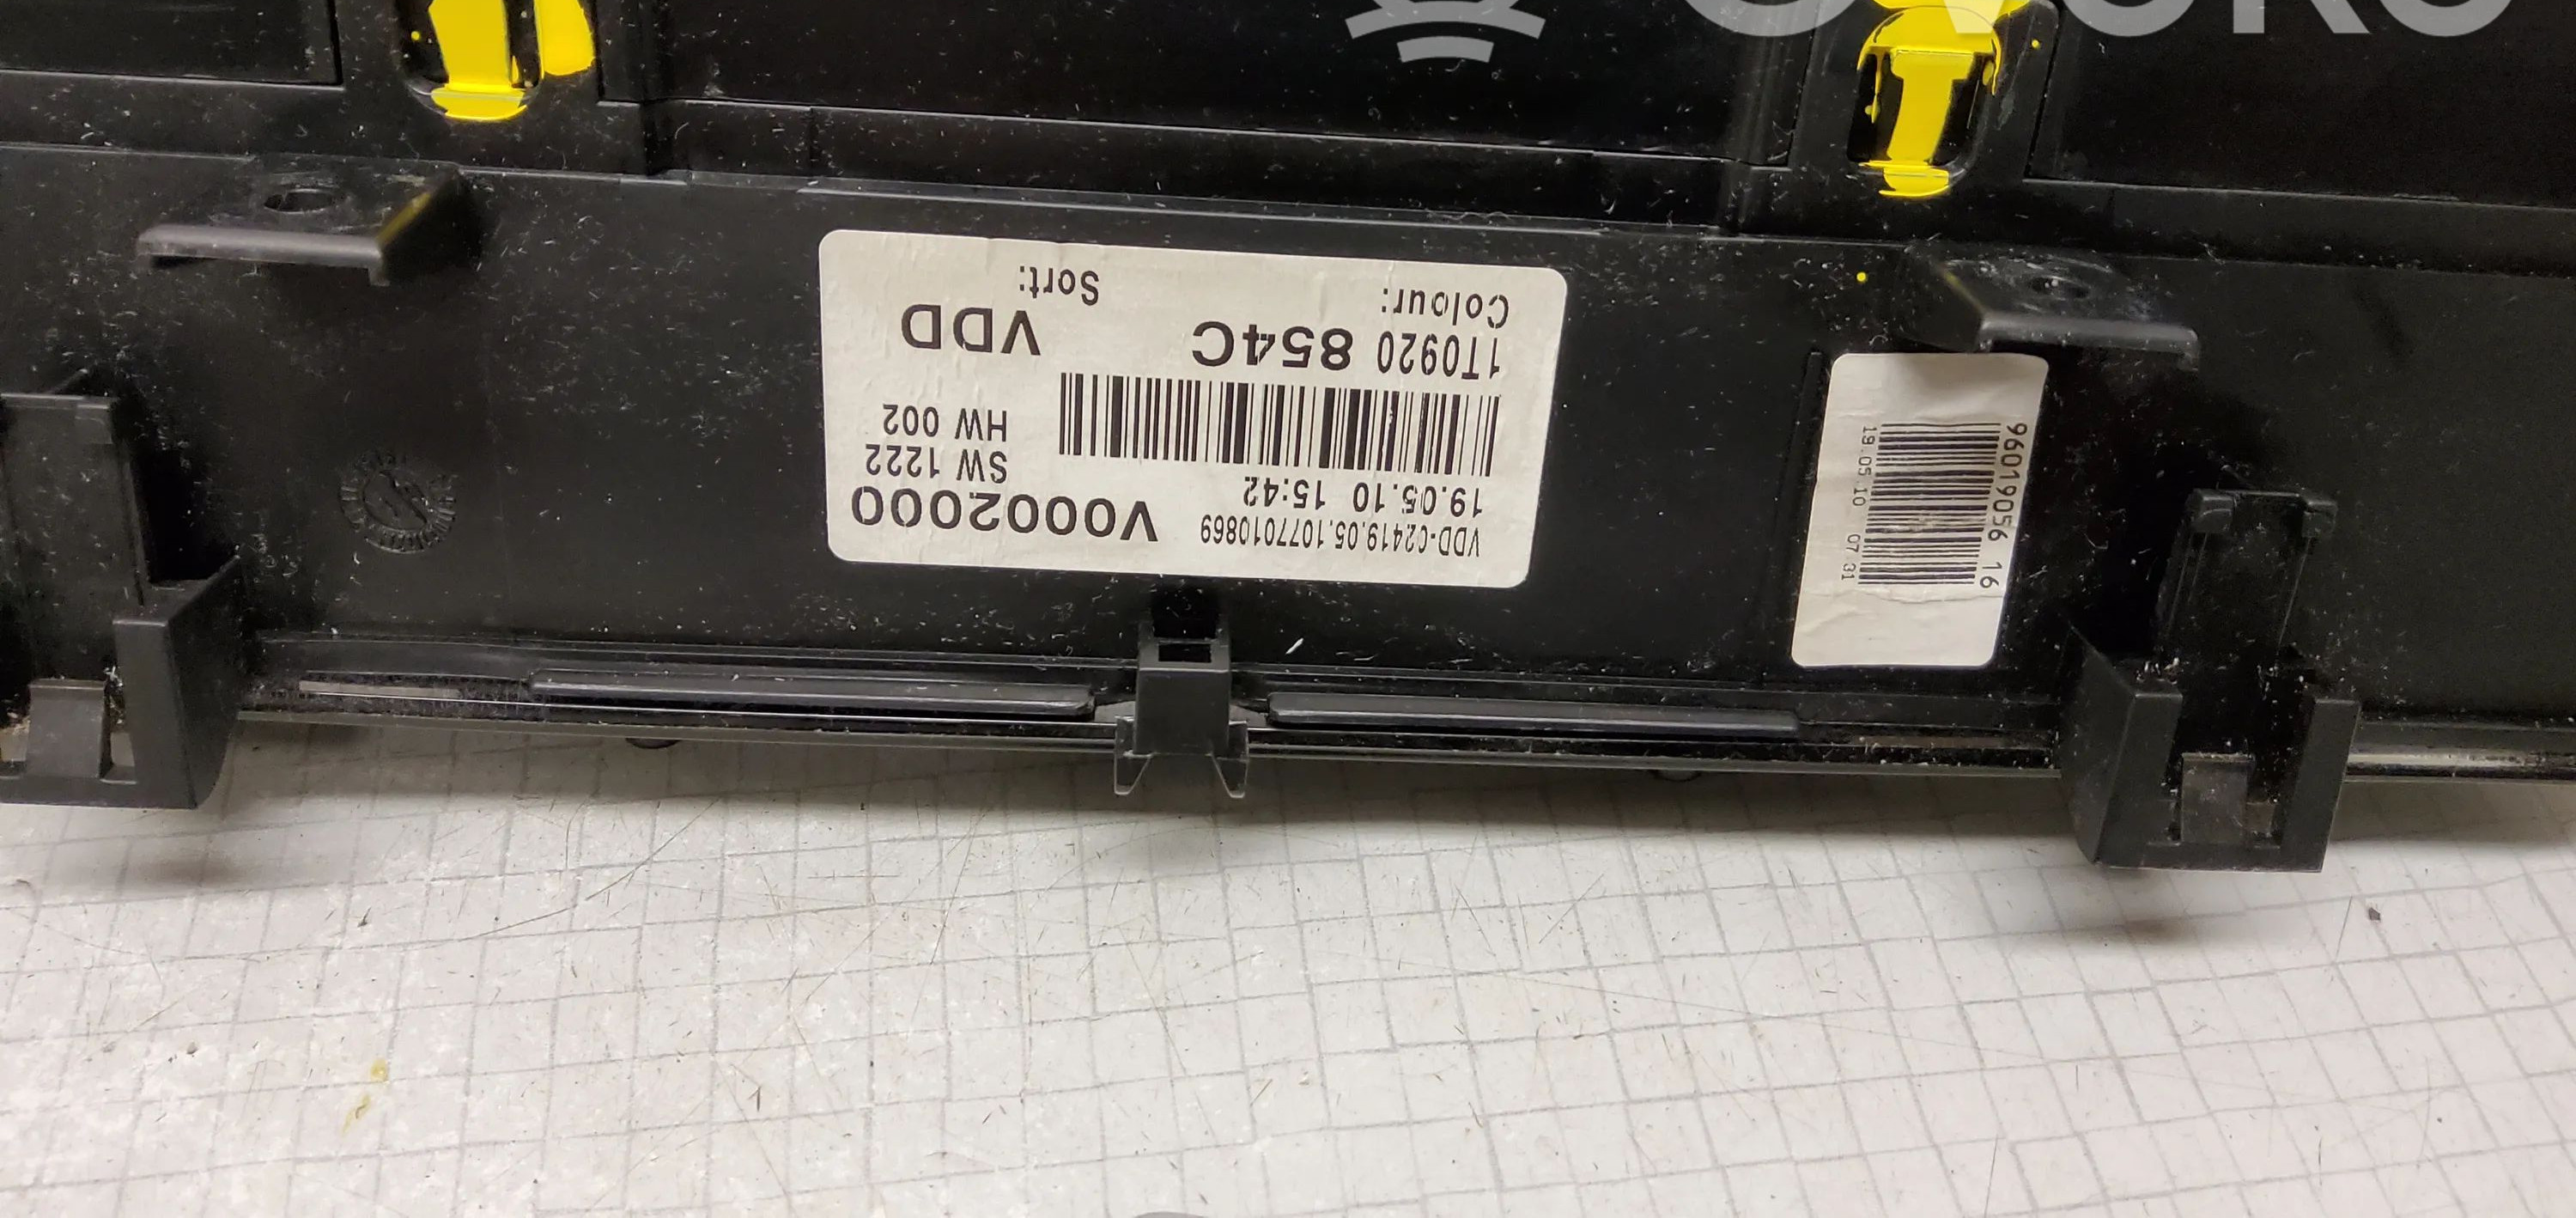 VDD-C2419.05.1077010869
V0002000
19.05.10 15:42
SW 1222
HW 002
1T0920 854C
VDD
Colour:
Sort:
96019056 16
19.05.10 07 31